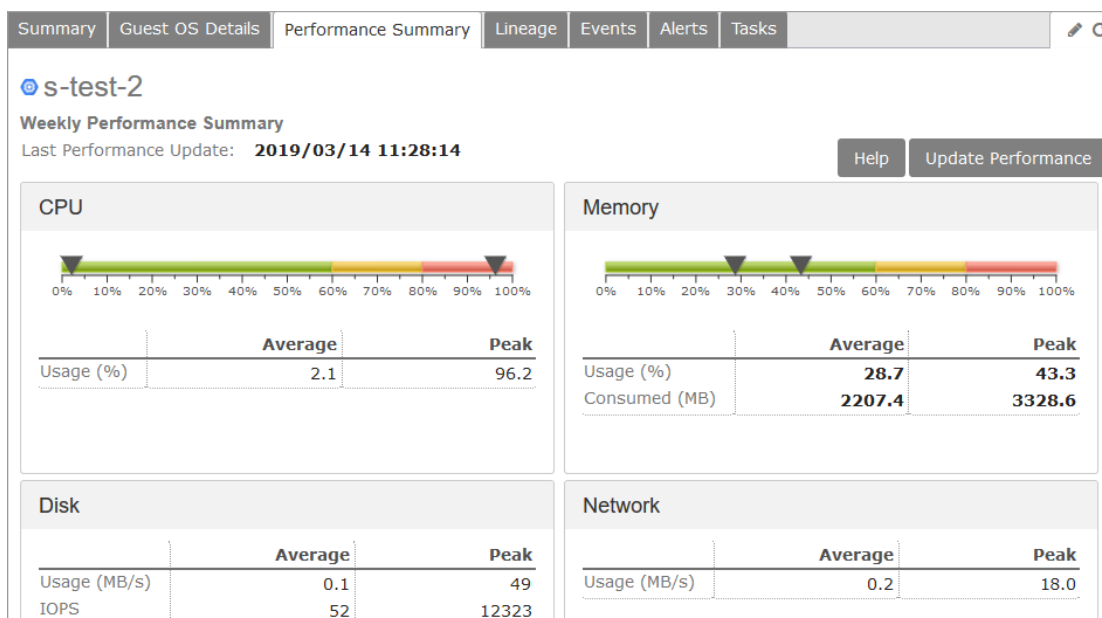 Summary Guest OS Details Performance Summary Lineage Events Alerts Tasks
s-test-2
Weekly Performance Summary
Last Performance Update: 2019/03/14 11:28:14
Help Update Performance
CPU
0% 10% 20% 30% 40% 50% 60% 70% 80% 90% 100%
Average Peak
Usage (%) 2.1 96.2
Memory
0% 10% 20% 30% 40% 50% 60% 70% 80% 90% 100%
Average Peak
Usage (%) 28.7 43.3
Consumed (MB) 2207.4 3328.6
Disk
Average Peak
Usage (MB/s) 0.1 49
IOPS 52 12323
Network
Average Peak
Usage (MB/s) 0.2 18.0